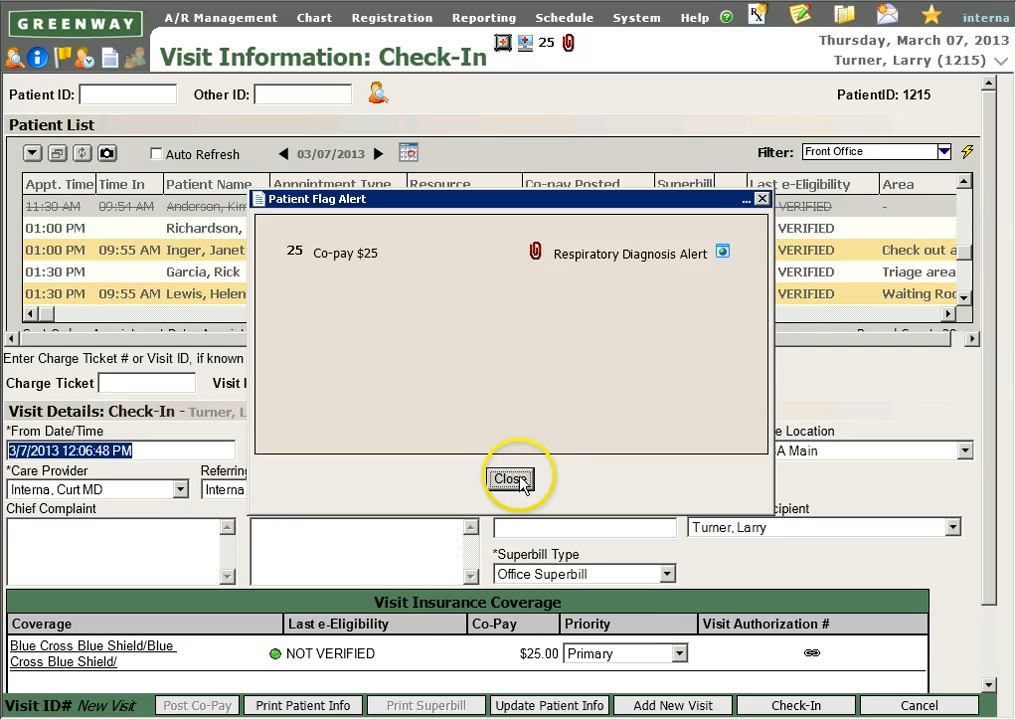 GREENWAY
A/R Management Chart Registration Reporting Schedule System Help interna
Visit Information: Check-In 25
Thursday, March 07, 2013
Turner, Larry (1215)
Patient ID: Other ID: PatientID: 1215
Patient List
Auto Refresh 03/07/2013 Filter: Front Office
Appt. Time Time In Patient Name Appointment Type Resource Co-pay Posted Superbill Last e-Eligibility Area
11:30 AM 09:54 AM Anderson, Kim VERIFIED -
01:00 PM Richardson, VERIFIED
01:00 PM 09:55 AM Inger, Janet VERIFIED Check out a
01:30 PM Garcia, Rick VERIFIED Triage area
01:30 PM 09:55 AM Lewis, Helen VERIFIED Waiting Roo
Patient Flag Alert
25 Co-pay $25 Respiratory Diagnosis Alert
Close
Enter Charge Ticket # or Visit ID, if known
Charge Ticket Visit I
Visit Details: Check-In - Turner, L
*From Date/Time e Location
3/7/2013 12:06:48 PM A Main
*Care Provider Referring
Interna, Curt MD Interna
Chief Complaint cipient
Turner, Larry
*Superbill Type
Office Superbill
Visit Insurance Coverage
Coverage Last e-Eligibility Co-Pay Priority Visit Authorization #
Blue Cross Blue Shield/Blue
Cross Blue Shield/
NOT VERIFIED $25.00 Primary
Visit ID# New Visit Post Co-Pay Print Patient Info Print Superbill Update Patient Info Add New Visit Check-In Cancel